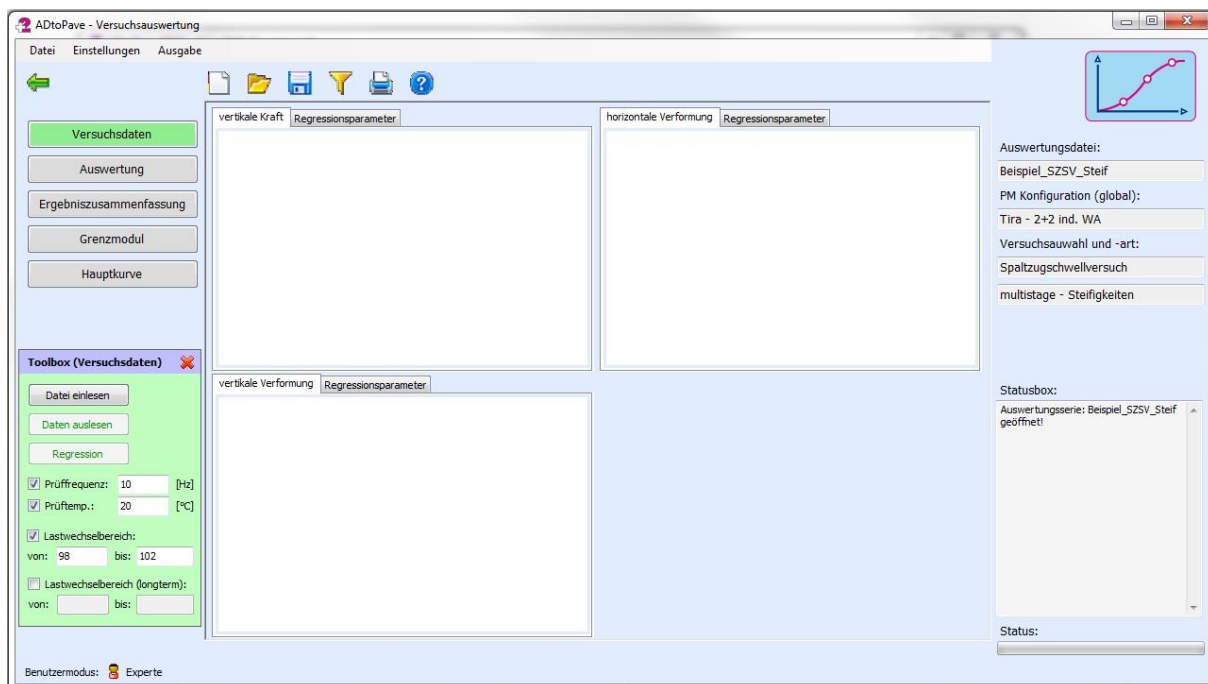 ADtoPave - Versuchsauswertung
Datei Einstellungen Ausgabe
Versuchsdaten
Auswertung
Ergebniszusammenfassung
Grenzmodul
Hauptkurve
Toolbox (Versuchsdaten)
Datei einlesen
Daten auslesen
Regression
Prüffrequenz: 10 [Hz]
Prüftemp.: 20 [°C]
Lastwechselbereich:
von: 98 bis: 102
Lastwechselbereich (longterm):
von: bis:
Benutzermodus: Experte
vertikale Kraft Regressionsparameter
horizontale Verformung Regressionsparameter
vertikale Verformung Regressionsparameter
Auswertungsdatei:
Beispiel_SZSV_Steif
PM Konfiguration (global):
Tira - 2+2 ind. WA
Versuchsauwahl und -art:
Spaltzugschwellversuch
multistage - Steifigkeiten
Statusbox:
Auswertungsserie: Beispiel_SZSV_Steif
geöffnet!
Status: